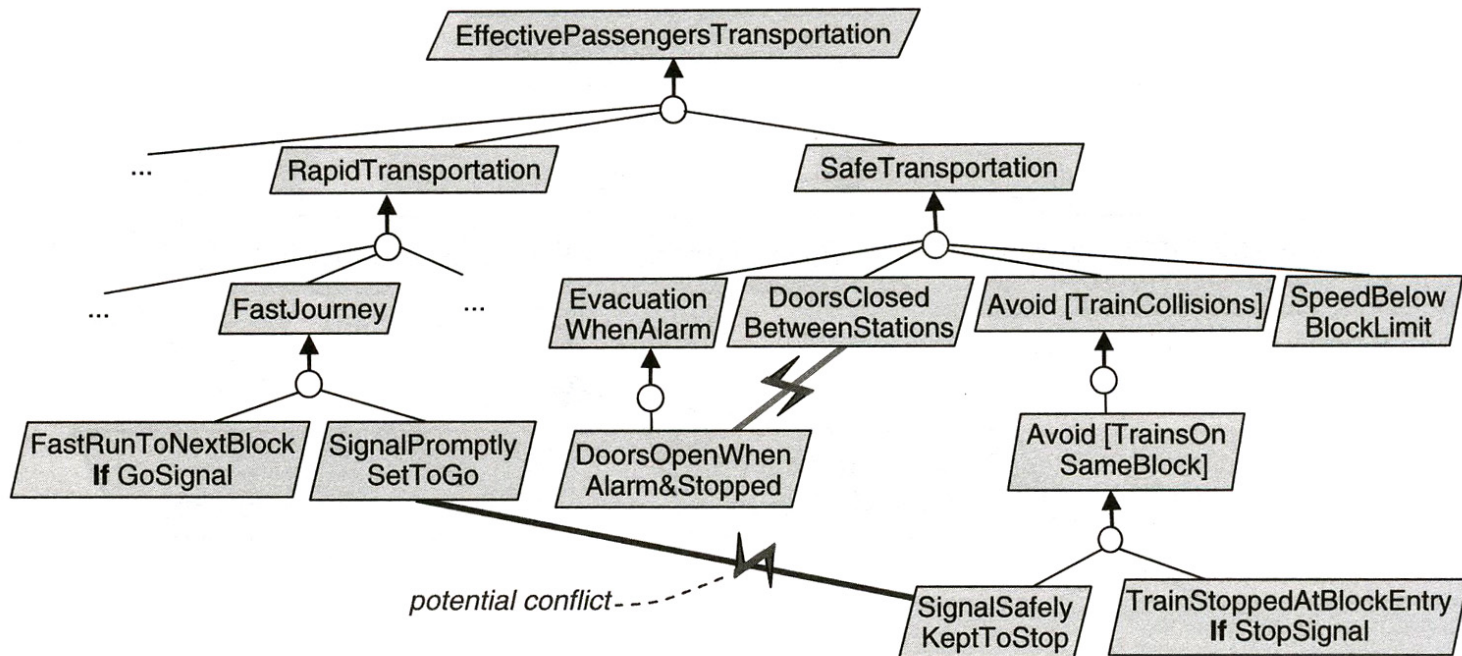 EffectivePassengersTransportation
...
RapidTransportation
SafeTransportation
...
FastJourney
...
Evacuation
WhenAlarm
DoorsClosed
BetweenStations
Avoid [TrainCollisions]
SpeedBelow
BlockLimit
FastRunToNextBlock
If GoSignal
SignalPromptly
SetToGo
DoorsOpenWhen
Alarm&Stopped
Avoid [TrainsOn
SameBlock]
potential conflict
SignalSafely
KeptToStop
TrainStoppedAtBlockEntry
If StopSignal